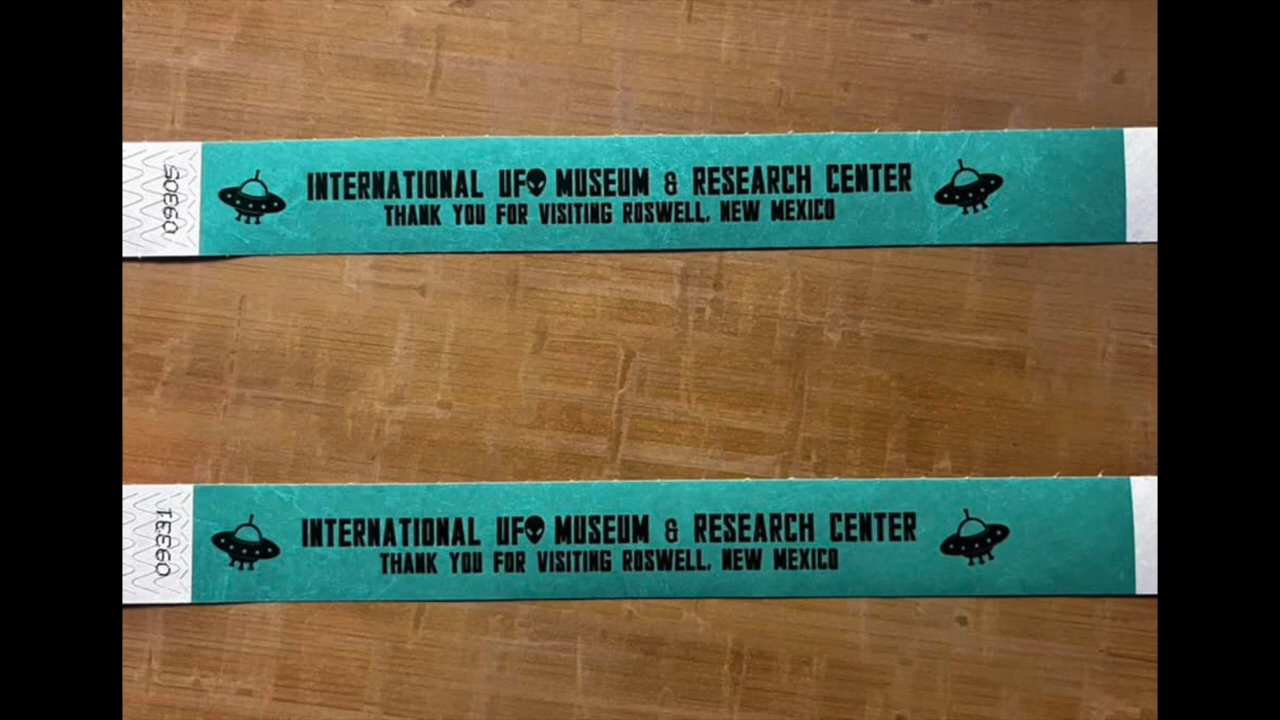 09305
INTERNATIONAL UFO MUSEUM & RESEARCH CENTER
THANK YOU FOR VISITING ROSWELL, NEW MEXICO
09331
INTERNATIONAL UFO MUSEUM & RESEARCH CENTER
THANK YOU FOR VISITING ROSWELL, NEW MEXICO